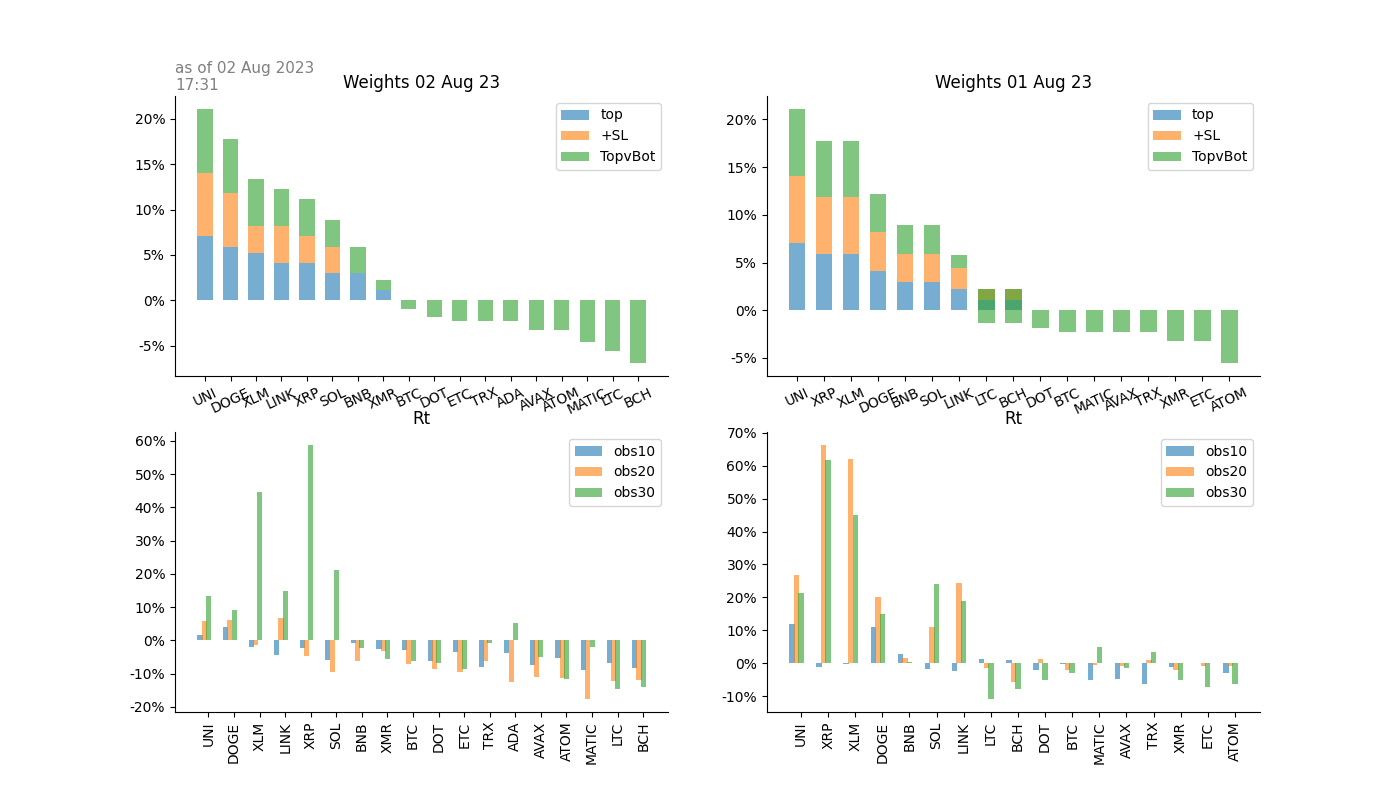 as of 02 Aug 2023
17:31
Weights 02 Aug 23
20%
15%
10%
5%
0%
-5%
top
+SL
TopvBot
UNI DOGE XLM LINK XRP SOL BNB XMR BTC DOT ETC TRX ADA AVAX ATOM MATIC LTC BCH
Weights 01 Aug 23
20%
15%
10%
5%
0%
-5%
top
+SL
TopvBot
UNI XRP XLM DOGE BNB SOL LINK LTC BCH DOT BTC MATIC AVAX TRX XMR ETC ATOM
Rt
60%
50%
40%
30%
20%
10%
0%
-10%
-20%
obs10
obs20
obs30
UNI DOGE XLM LINK XRP SOL BNB XMR BTC DOT ETC TRX ADA AVAX ATOM MATIC LTC BCH
Rt
70%
60%
50%
40%
30%
20%
10%
0%
-10%
obs10
obs20
obs30
UNI XRP XLM DOGE BNB SOL LINK LTC BCH DOT BTC MATIC AVAX TRX XMR ETC ATOM